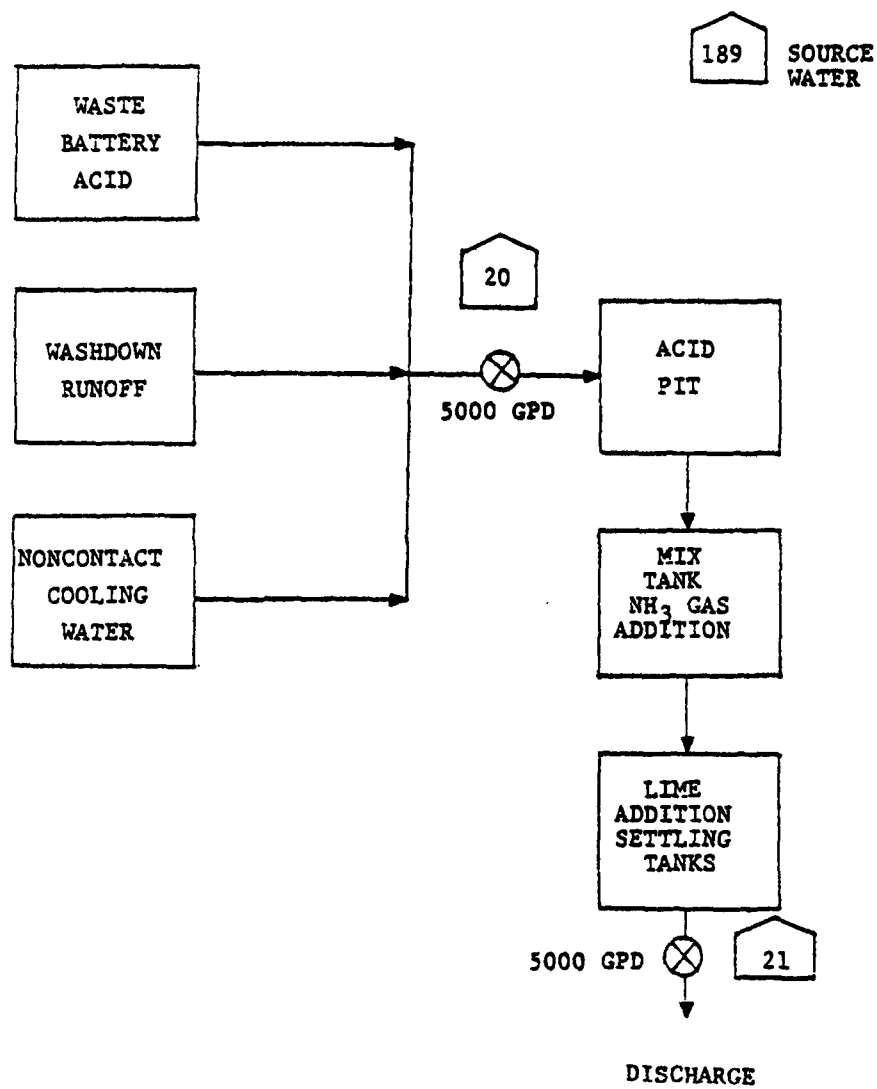 189
SOURCE
WATER
WASTE
BATTERY
ACID
20
WASHDOWN
RUNOFF
5000 GPD
ACID
PIT
NONCONTACT
COOLING
WATER
MIX
TANK
NH3 GAS
ADDITION
LIME
ADDITION
SETTLING
TANKS
5000 GPD
21
DISCHARGE